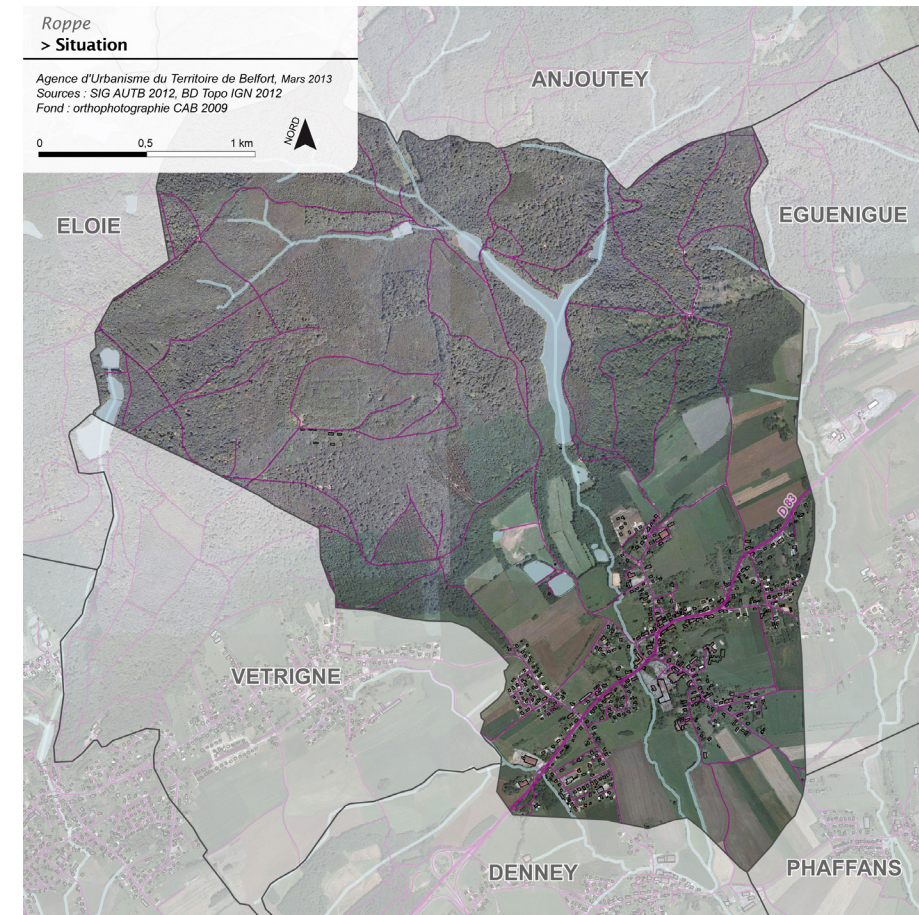 Roppe
> Situation
Agence d'Urbanisme du Territoire de Belfort, Mars 2013
Sources : SIG AUTB 2012, BD Topo IGN 2012
Fond : orthophotographie CAB 2009
NORD
0 0,5 1 km
ANJOUTEY
ELOIE
EGUENIGUE
D 83
VETRIGNE
DENNEY
PHAFFANS